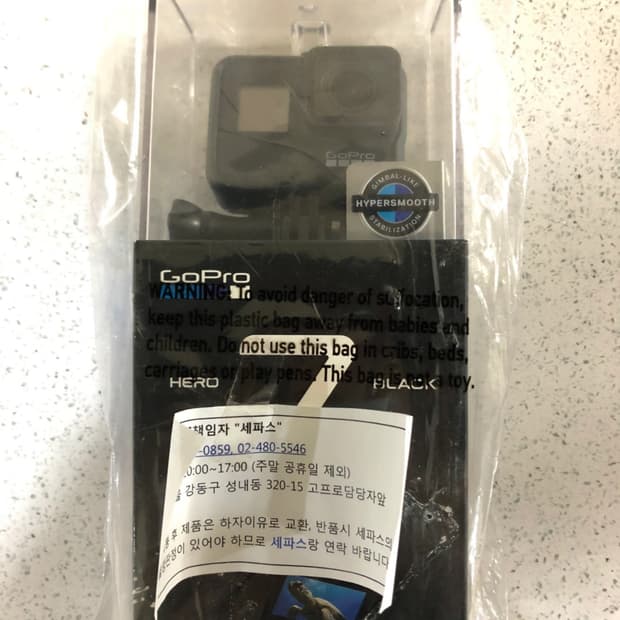 GoPro
GIMBAL-LIKE
HYPERSMOOTH
STABILIZATION
GoPro
WARNING: To avoid danger of suffocation,
keep this plastic bag away from babies and
children. Do not use this bag in cribs, beds,
carriages or play pens. This bag is not a toy.
HERO 7 BLACK
책임자 "세파스"
-0859, 02-480-5546
0:00~17:00 (주말 공휴일 제외)
강동구 성내동 320-15 고프로담당자앞
후 제품은 하자이유로 교환, 반품시 세파스의
판정이 있어야 하므로 세파스랑 연락 바랍니다